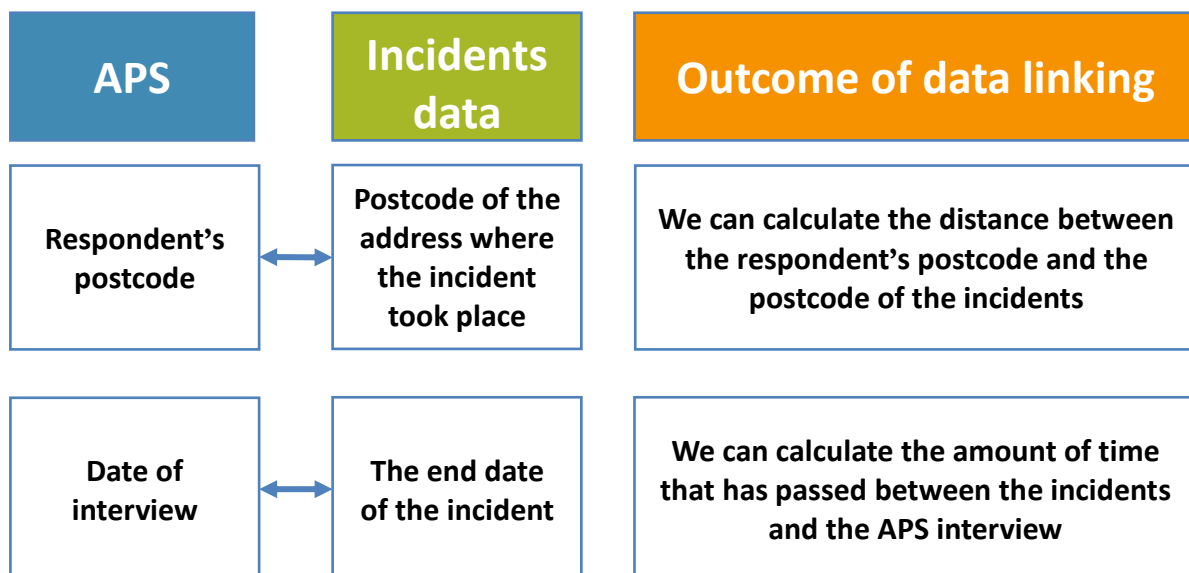 APS
Incidents
data
Outcome of data linking
Respondent’s
postcode
Postcode of the
address where
the incident
took place
We can calculate the distance between
the respondent’s postcode and the
postcode of the incidents
Date of
interview
The end date
of the incident
We can calculate the amount of time
that has passed between the incidents
and the APS interview